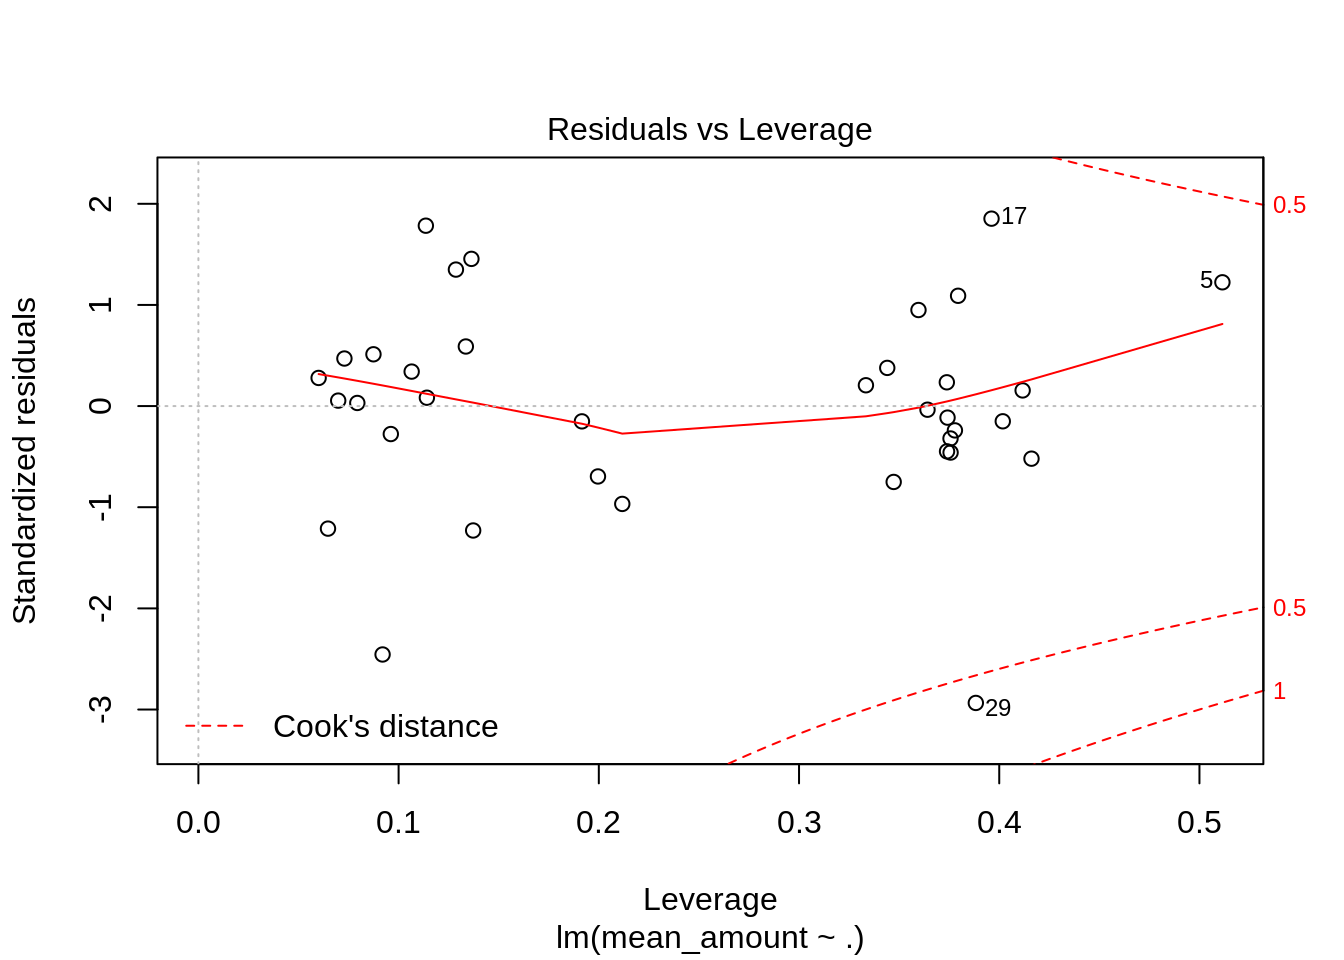 Residuals vs Leverage
Standardized residuals
2
1
0
-1
-2
-3
17
5
29
0.5
0.5
1
Cook's distance
0.0 0.1 0.2 0.3 0.4 0.5
Leverage
lm(mean_amount ~ .)